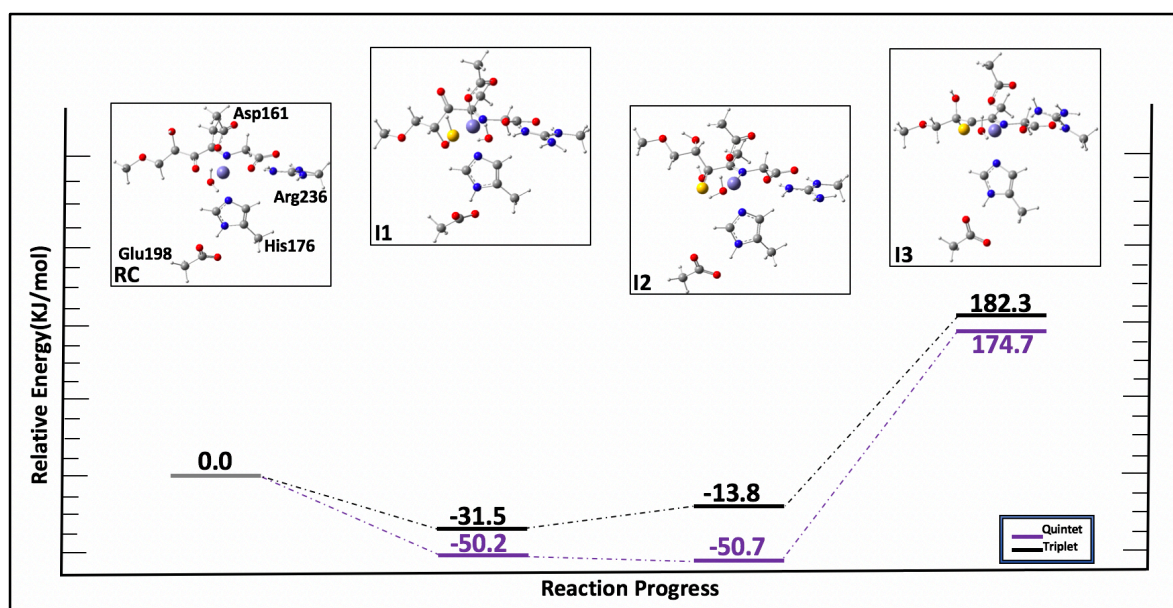 Asp161
Arg236
His176
Glu198
RC
I1
I2
I3
182.3
174.7
0.0
-31.5
-50.2
-13.8
-50.7
Quintet
Triplet
Relative Energy(KJ/mol)
Reaction Progress